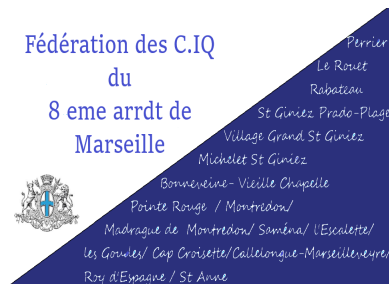 Fédération des C.IQ
du
8 eme arrdt de
Marseille
Perrier
Le Rouet
Rabateau
St Giniez Prado-Plage
Village Grand St Giniez
Michelet St Giniez
Bonneveine- Vieille Chapelle
Pointe Rouge / Montredon/
Madrague de Montredon/ Saména/ l'Escalette/
les Goudes/ Cap Croisette/Callelongue-Marseilleveyre/
Roy d'Espagne / St Anne